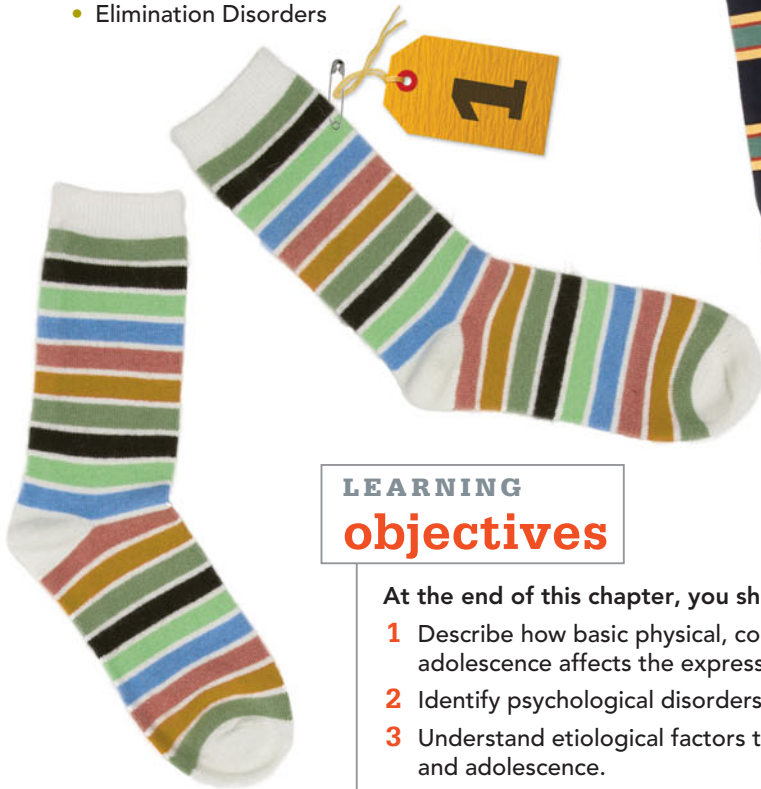 • Elimination Disorders
1
LEARNING
objectives
At the end of this chapter, you sh
1 Describe how basic physical, co
adolescence affects the express
2 Identify psychological disorders
3 Understand etiological factors t
and adolescence.